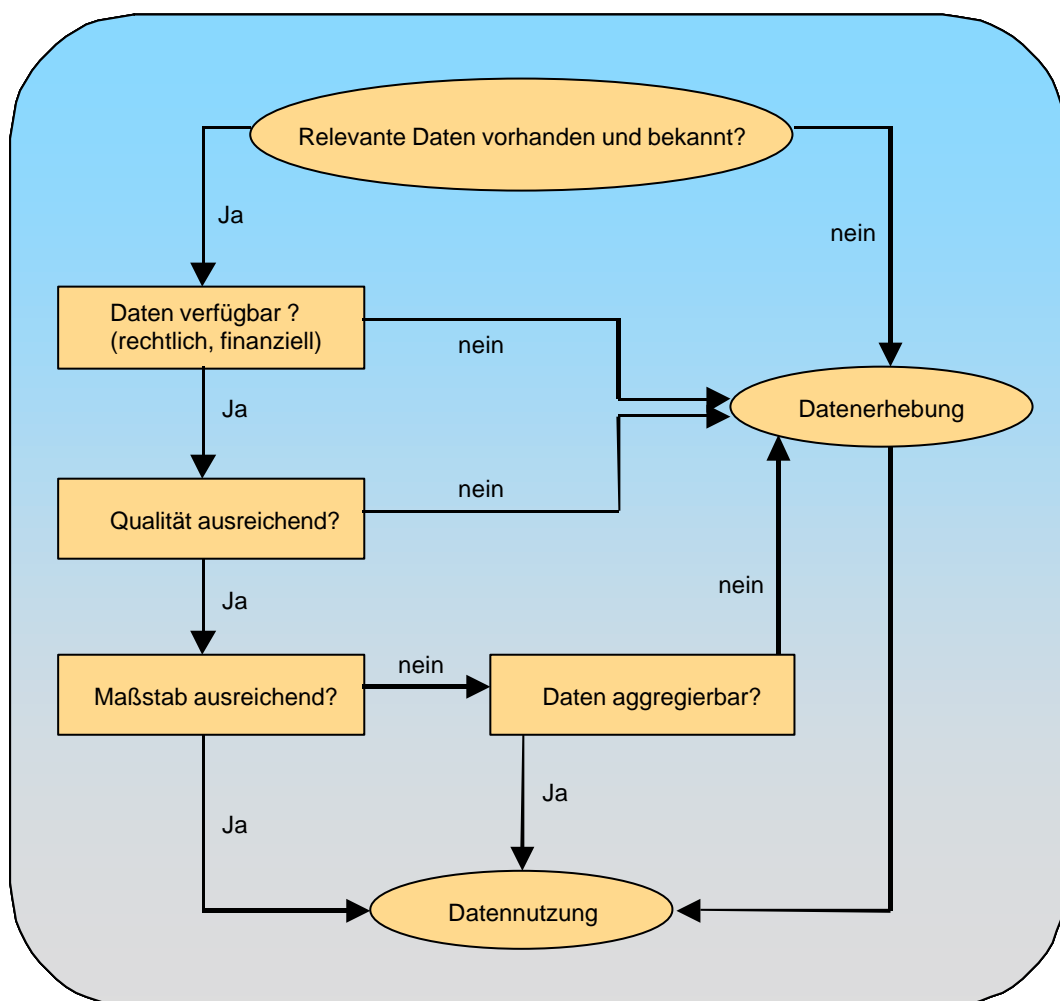 Relevante Daten vorhanden und bekannt?
Ja
nein
Daten verfügbar ?
(rechtlich, finanziell)
nein
Ja
Datenerhebung
Qualität ausreichend?
nein
Ja
nein
Maßstab ausreichend?
nein
Daten aggregierbar?
Ja
Ja
Datennutzung